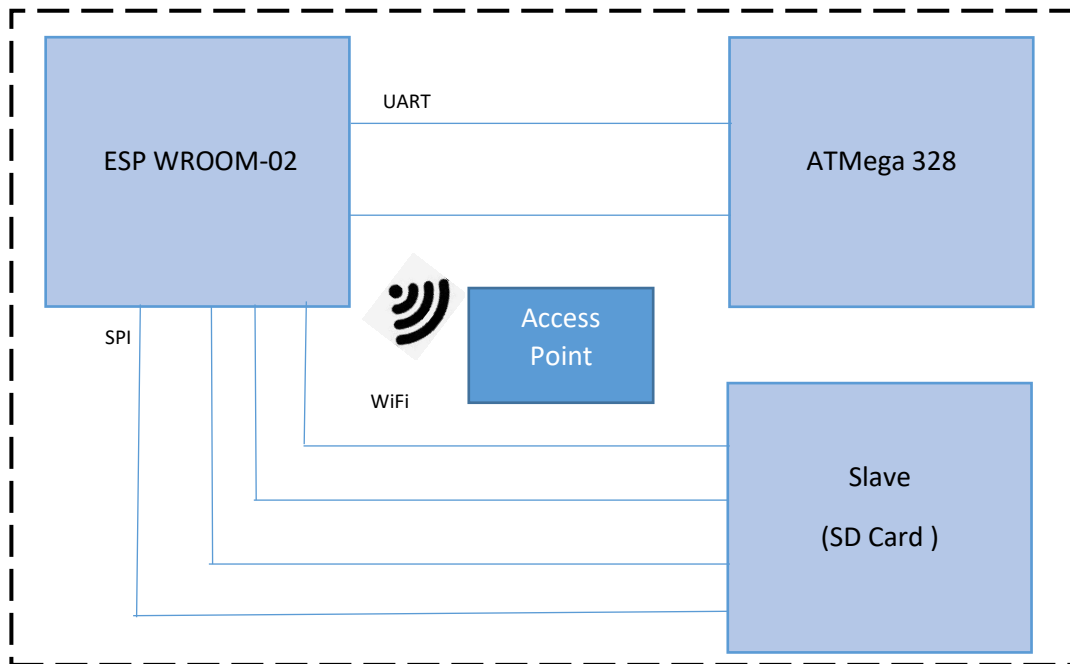 UART
ESP WROOM-02
ATMega 328
Access
Point
SPI
WiFi
Slave
(SD Card )